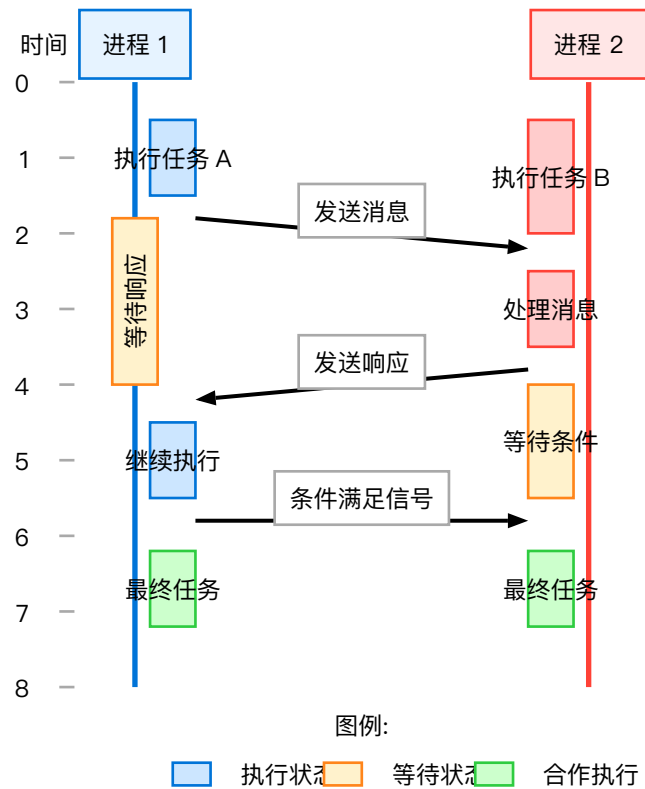 进程 1
进程 2
时间
0
执行任务 A
执行任务 B
1
发送消息
2
等待响应
处理消息
3
发送响应
4
等待条件
继续执行
5
条件满足信号
6
最终任务
最终任务
7
8
图例:
执行状态
等待状态
合作执行